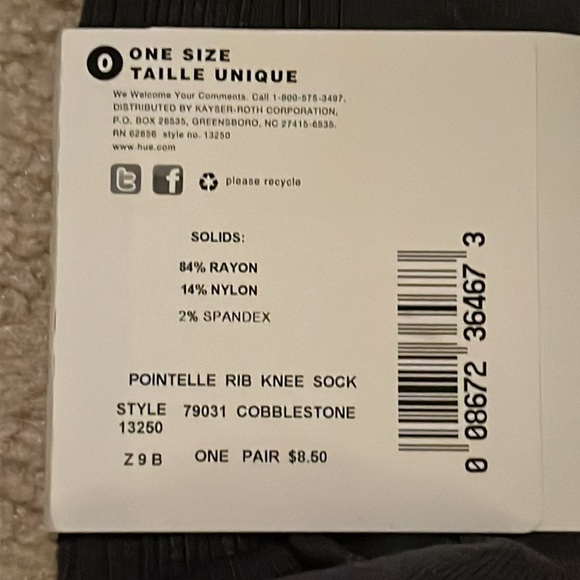 0 ONE SIZE
TAILLE UNIQUE
We Welcome Your Comments. Call 1-800-575-3497.
DISTRIBUTED BY KAYSER-ROTH CORPORATION,
P.O. BOX 26535, GREENSBORO, NC 27415-6535.
RN 62656 style no. 13250
www.hue.com
t f please recycle
SOLIDS:
84% RAYON
14% NYLON
2% SPANDEX
POINTELLE RIB KNEE SOCK
STYLE 79031 COBBLESTONE
13250
Z 9 B ONE PAIR $8.50
0 08672 36467 3